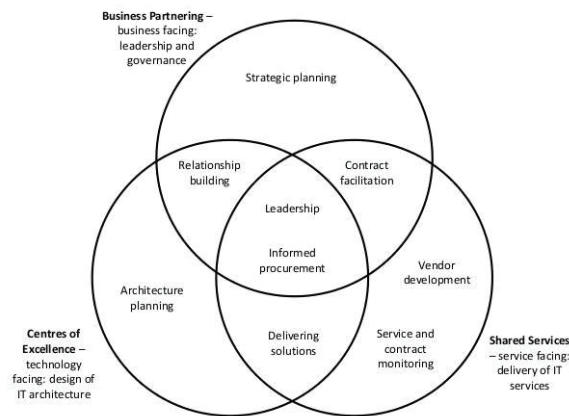 Business Partnering –
business facing:
leadership and
governance
Strategic planning
Relationship
building
Contract
facilitation
Leadership
Informed
procurement
Vendor
development
Architecture
planning
Delivering
solutions
Service and
contract
monitoring
Centres of
Excellence –
technology
facing: design of
IT architecture
Shared Services
– service facing:
delivery of IT
services